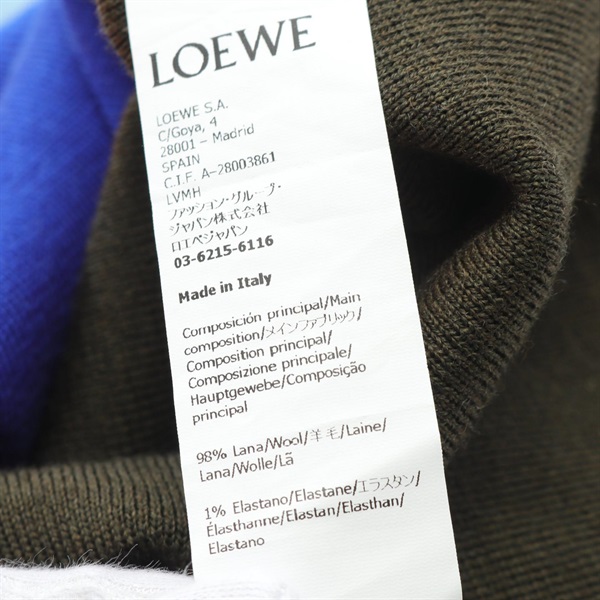 LOEWE
LOEWE S.A.
C/Goya, 4
28001 - Madrid
SPAIN
C.I.F. A-28003861
LVMH
ファッション・グループ・
ジャパン株式会社
ロエベジャパン
03-6215-6116
Made in Italy
Composición principal/Main
composition/メインファブリック/
Composition principal/
Composizione principale/
Hauptgewebe/Composição
principal
98% Lana/Wool/羊毛/Laine/
Lana/Wolle/Lã
1% Elastano/Elastane/エラスタン/
Élasthanne/Elastan/Elasthan/
Elastano